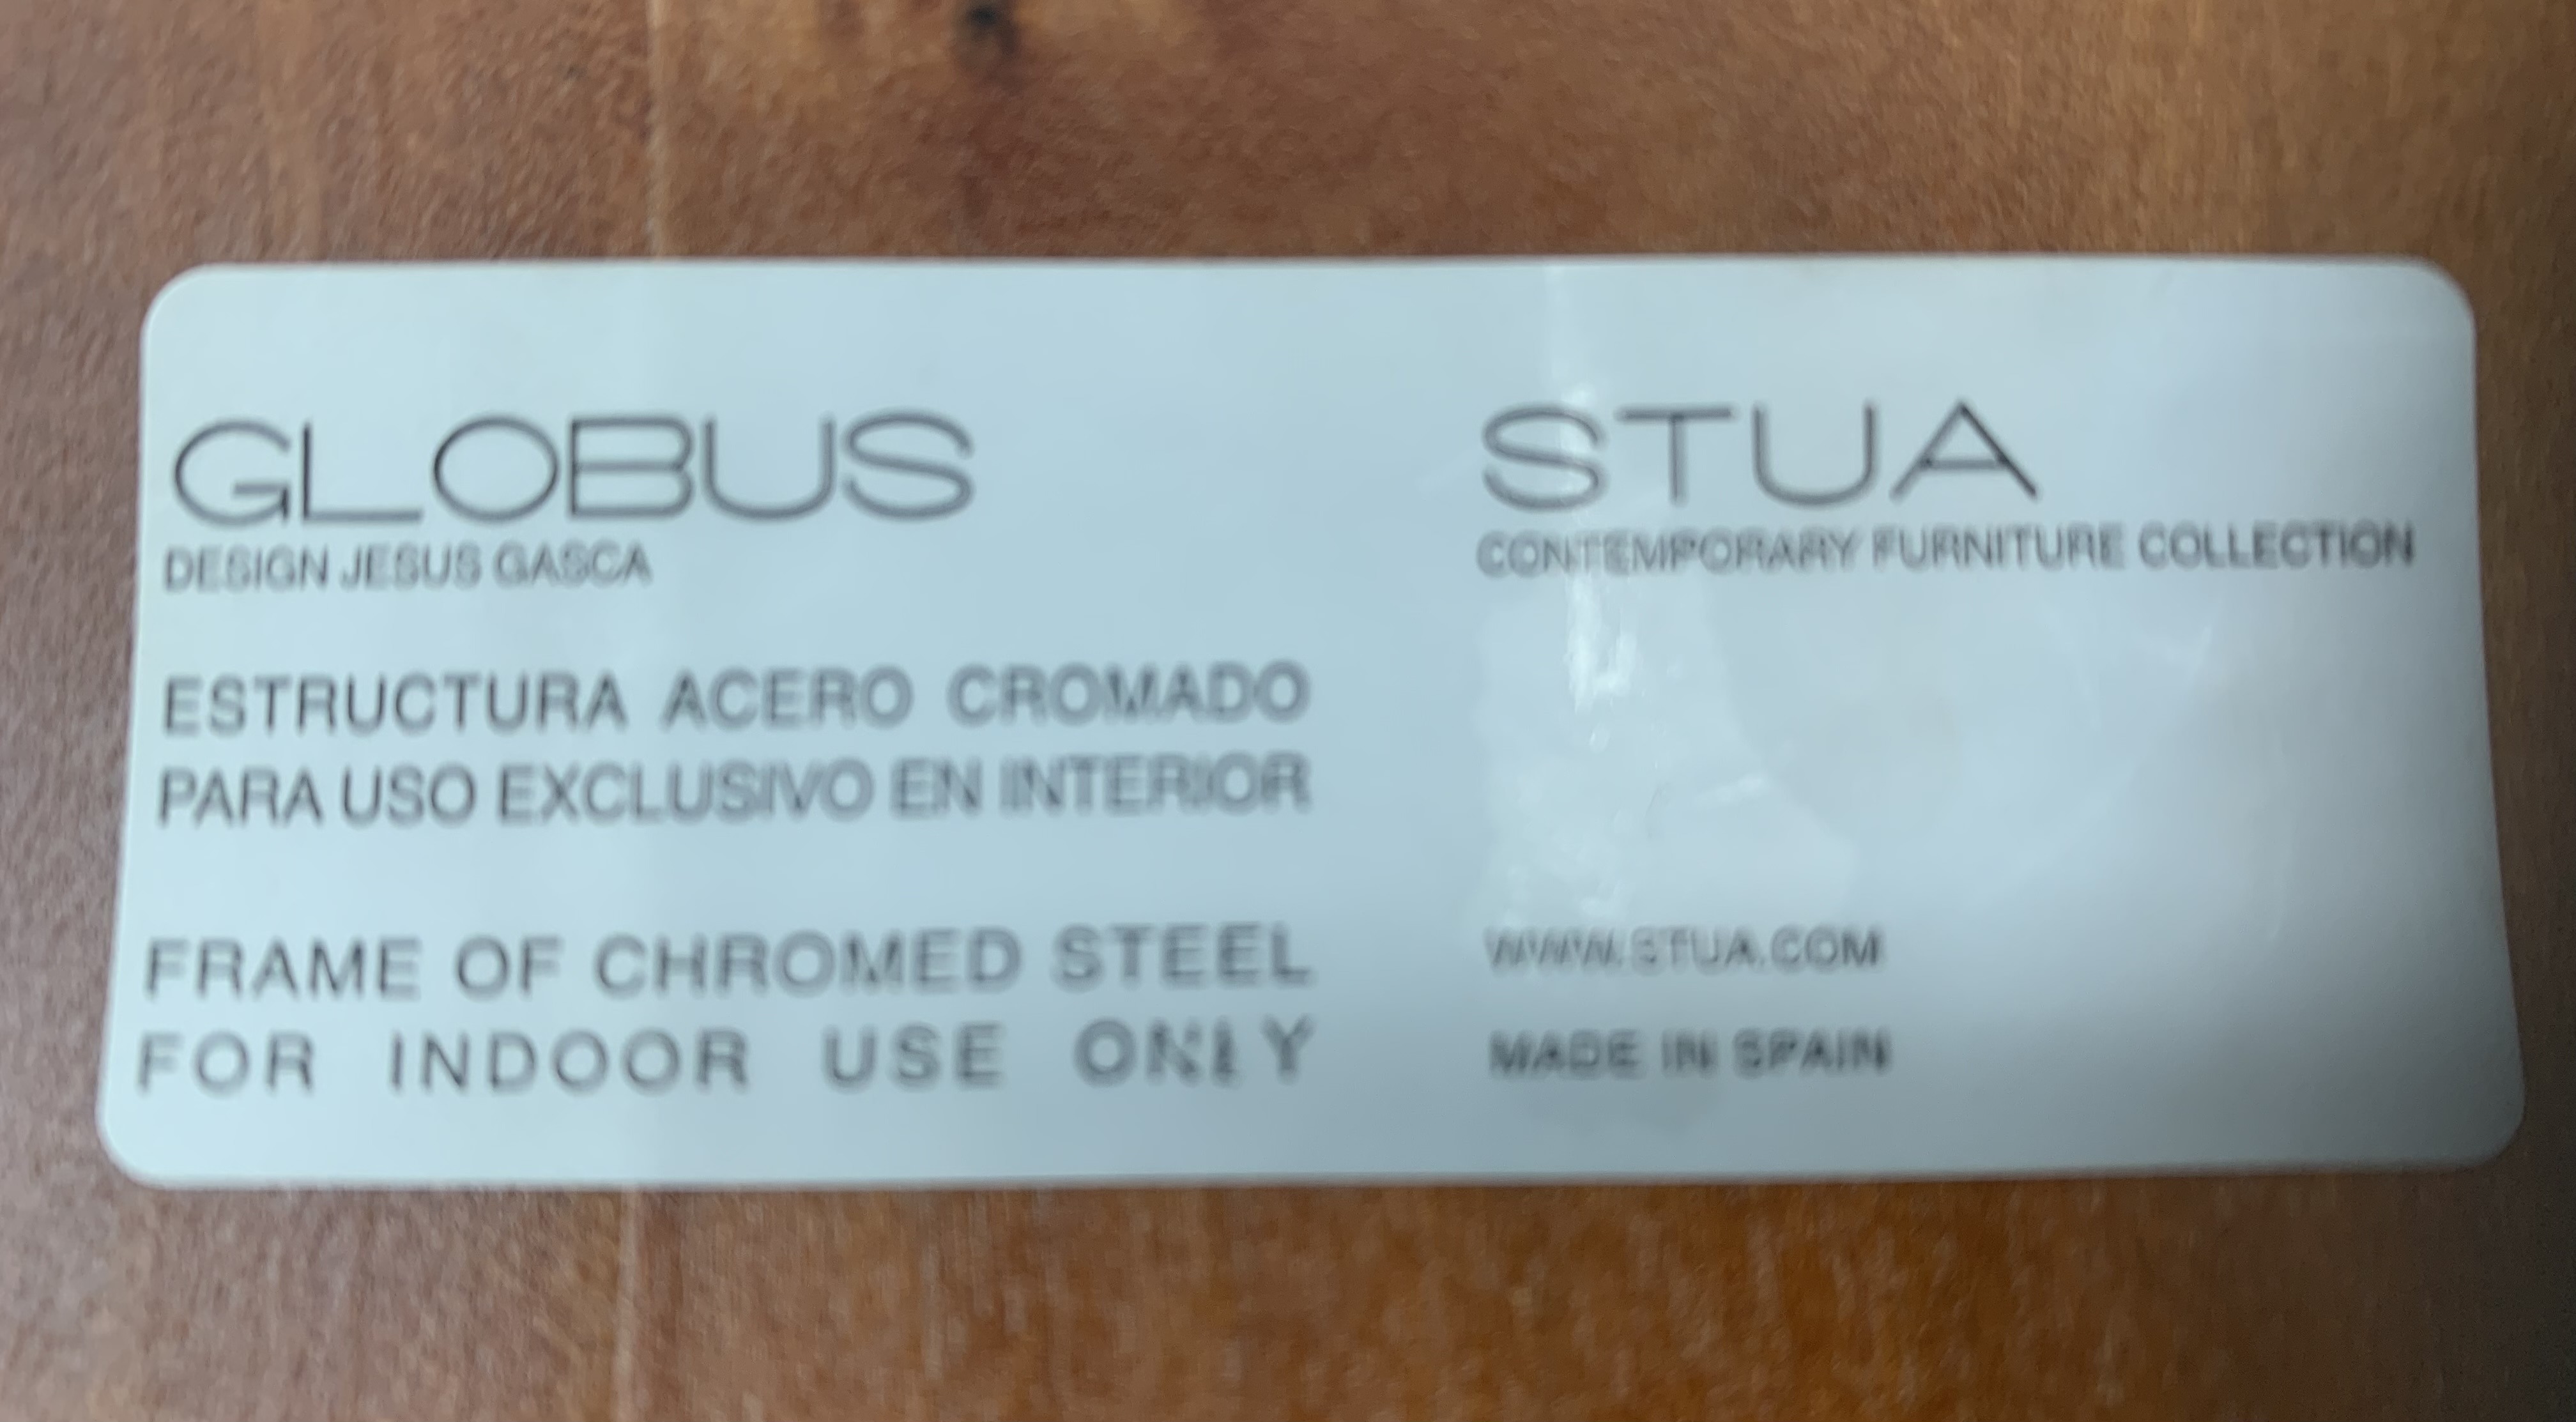 GLOBUS
DESIGN JESUS GASCA
ESTRUCTURA ACERO CROMADO
PARA USO EXCLUSIVO EN INTERIOR
FRAME OF CHROMED STEEL
FOR INDOOR USE ONLY
STUA
CONTEMPORARY FURNITURE COLLECTION
WWW.STUA.COM
MADE IN SPAIN